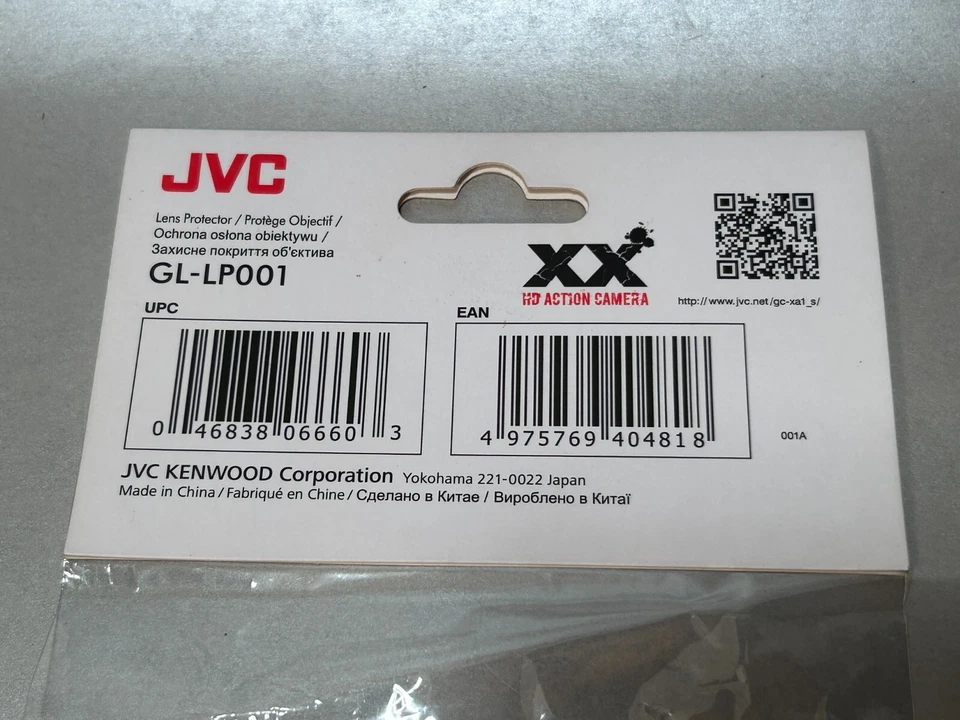 JVC
Lens Protector / Protège Objectif /
Ochrona osłona obiektywu /
Захисне покриття об'єктива
GL-LP001
XX
HD ACTION CAMERA
http://www.jvc.net/gc-xa1_s/
UPC
0 46838 06660 3
EAN
4 975769 404818
001A
JVC KENWOOD Corporation Yokohama 221-0022 Japan
Made in China / Fabriqué en Chine / Сделано в Китае / Вироблено в Китаї